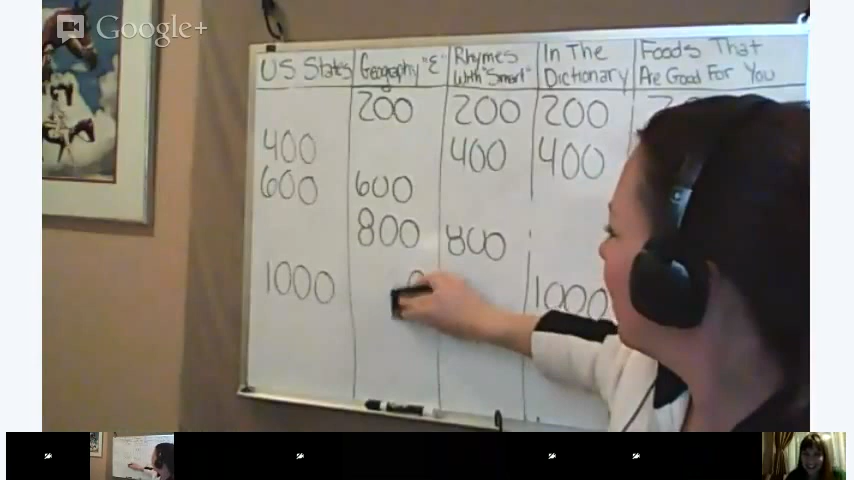 Google+
US States Geography "E" Rhymes With "Smart" In The Dictionary Foods That Are Good For You
200 200 200
400 400 400
600 600
800 800
1000 1000